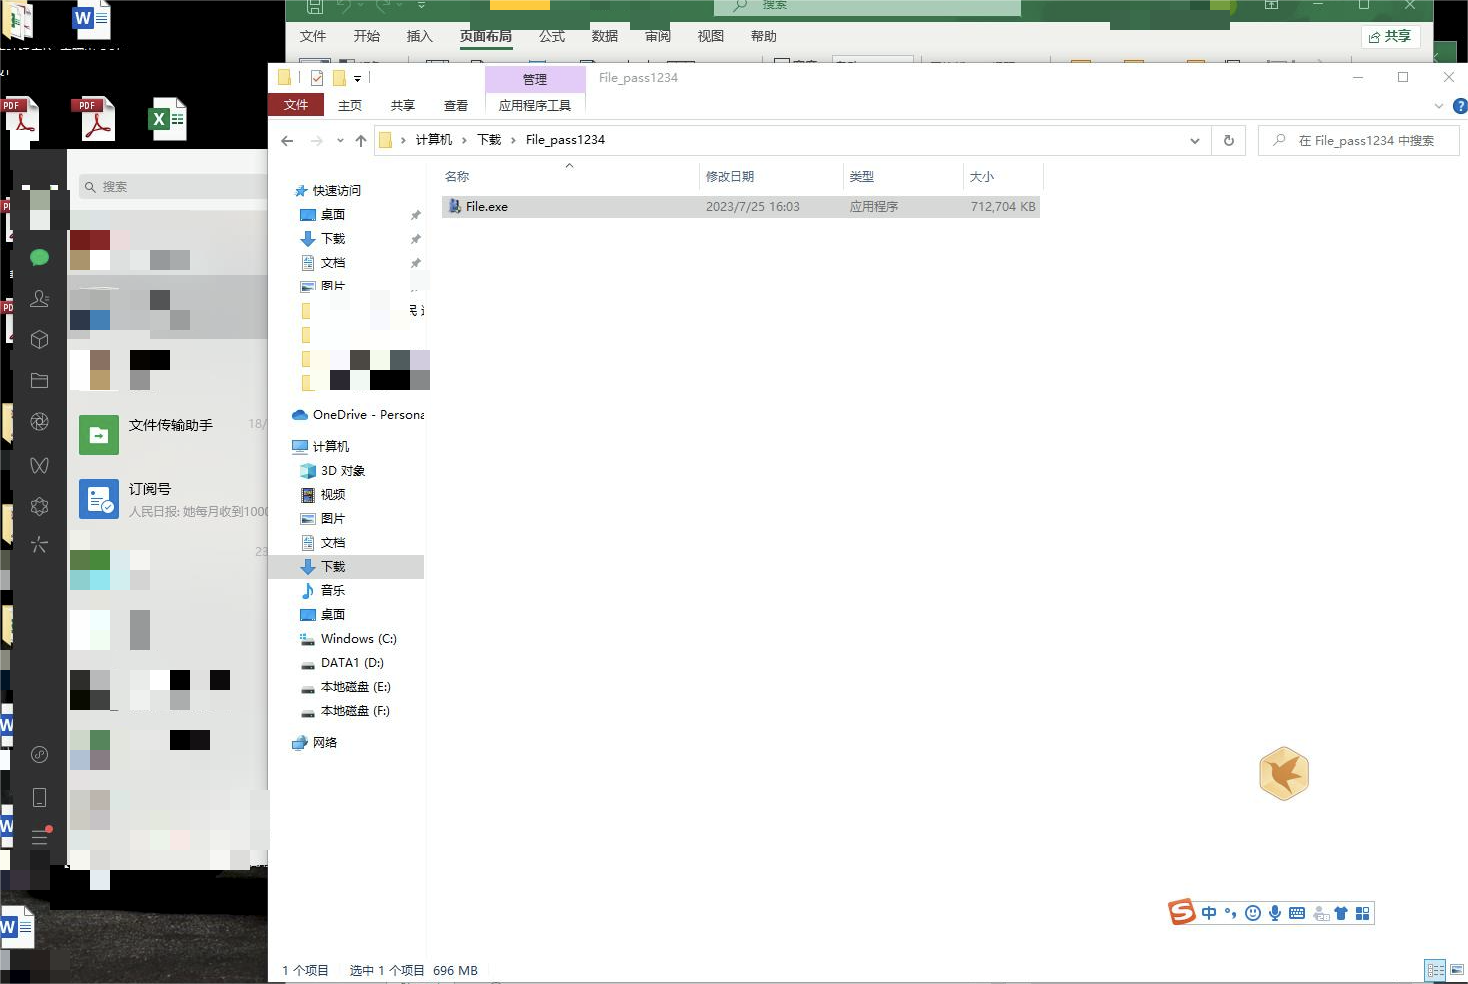 搜索
文件 开始 插入 页面布局 公式 数据 审阅 视图 帮助 共享
管理 File_pass1234
文件 主页 共享 查看 应用程序工具
计算机 下载 File_pass1234 在 File_pass1234 中搜索
名称 修改日期 类型 大小
File.exe 2023/7/25 16:03 应用程序 712,704 KB
快速访问
桌面
下载
文档
图片
OneDrive - Persona
计算机
3D 对象
视频
图片
文档
下载
音乐
桌面
Windows (C:)
DATA1 (D:)
本地磁盘 (E:)
本地磁盘 (F:)
网络
1 个项目 选中 1 个项目 696 MB
PDF PDF
搜索
文件传输助手 18/
订阅号
人民日报: 她每月收到1000
23
中